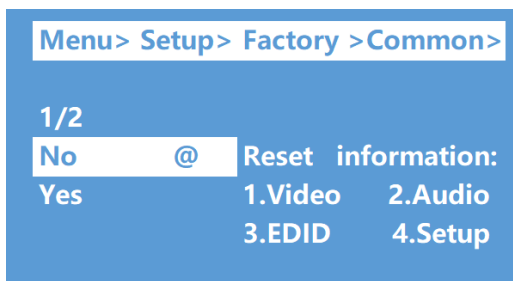 Menu> Setup> Factory >Common>
1/2
No @ Reset information:
Yes 1.Video 2.Audio
3.EDID 4.Setup